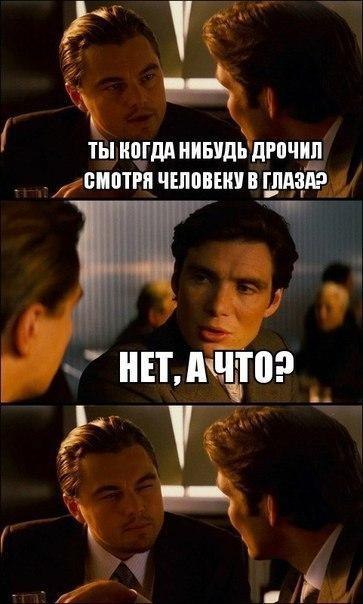 ТЫ КОГДА НИБУДЬ ДРОЧИЛ
СМОТРЯ ЧЕЛОВЕКУ В ГЛАЗА?
НЕТ, А ЧТО?